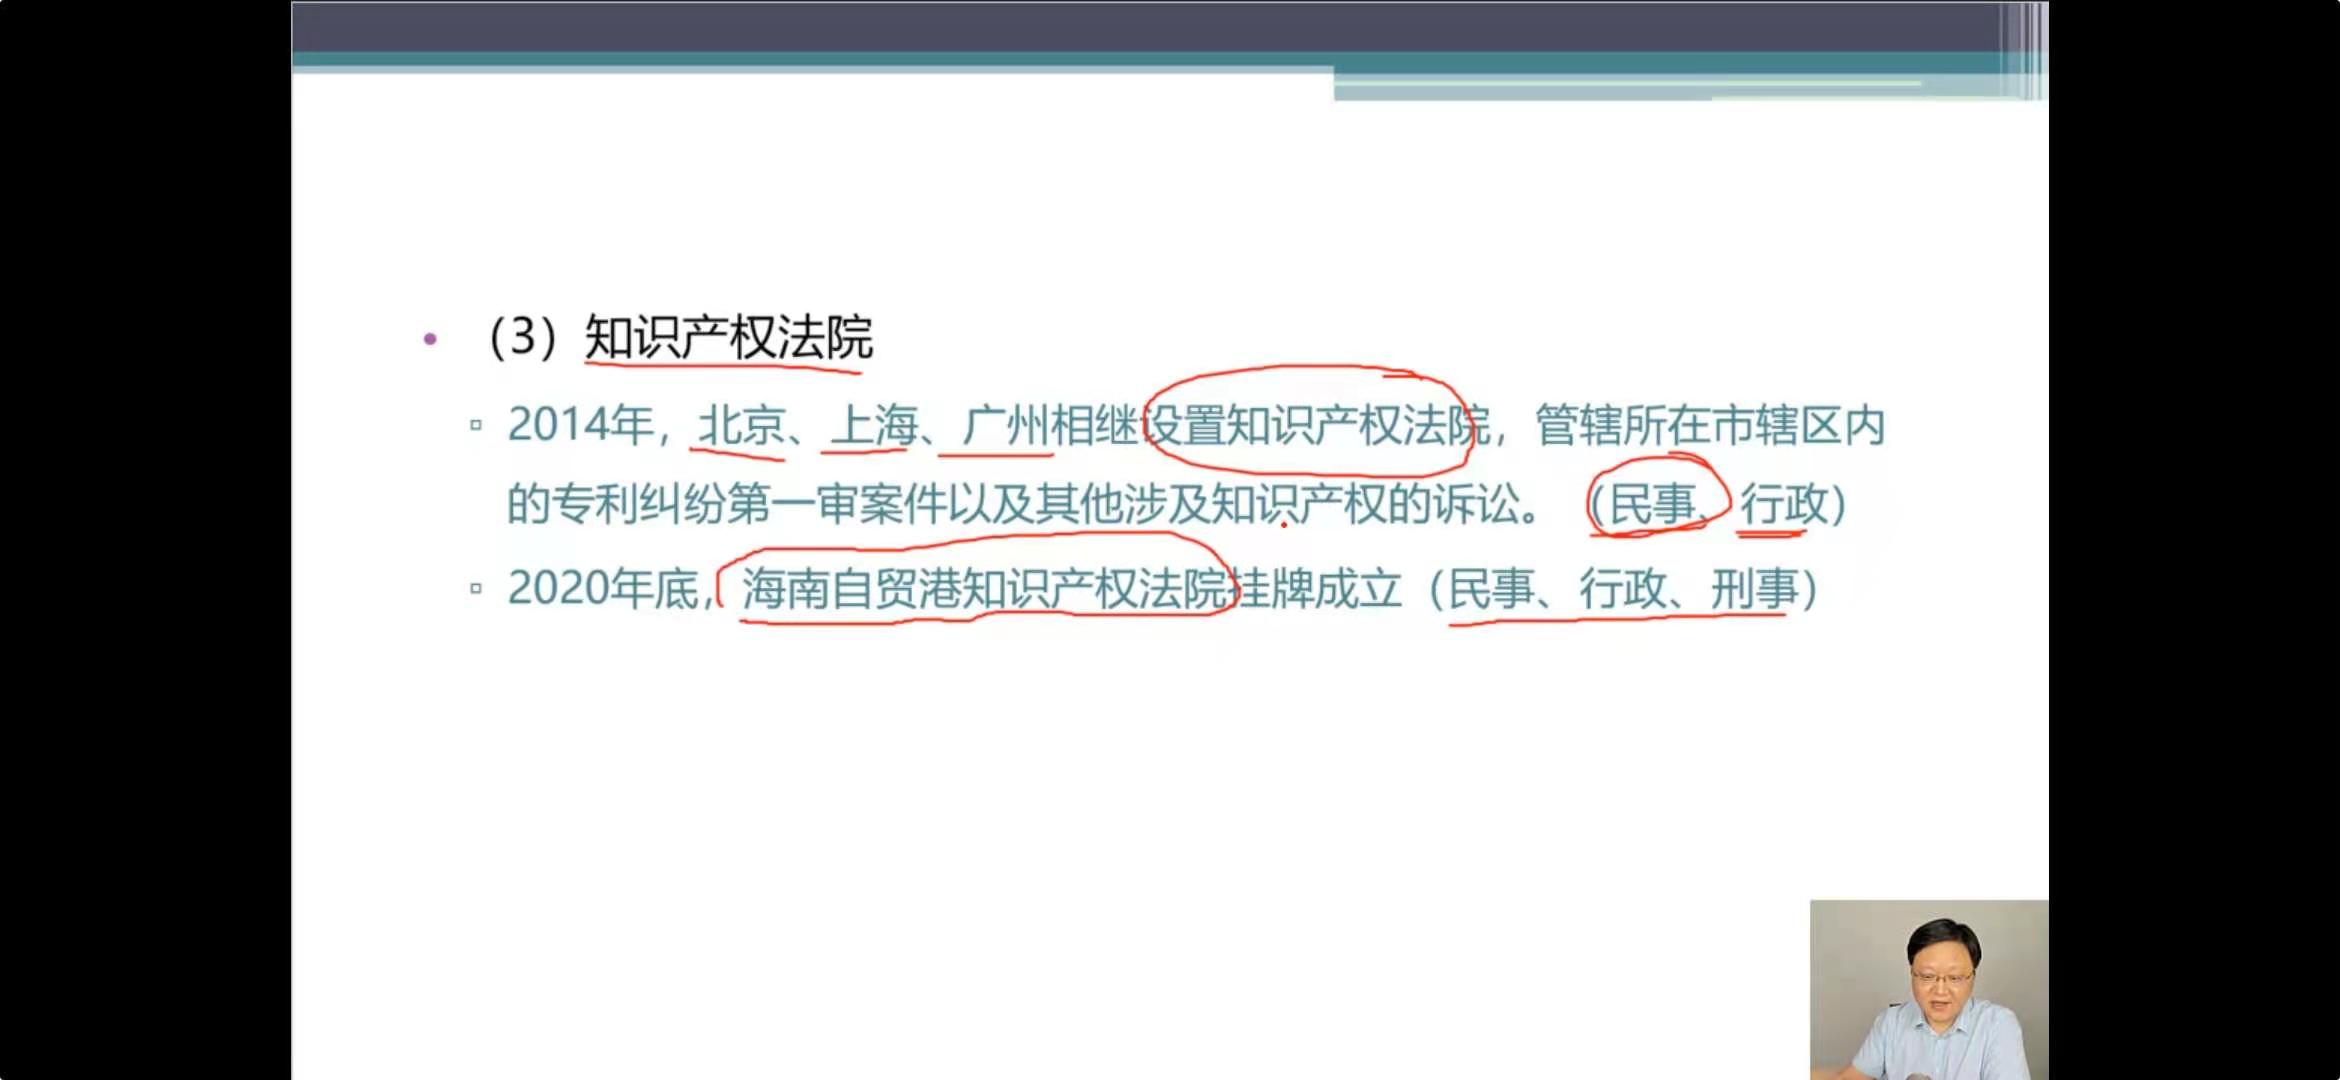 （3）知识产权法院
2014年，北京、上海、广州相继设置知识产权法院，管辖所在市辖区内
的专利纠纷第一审案件以及其他涉及知识产权的诉讼。（民事、行政）
2020年底，海南自贸港知识产权法院挂牌成立（民事、行政、刑事）